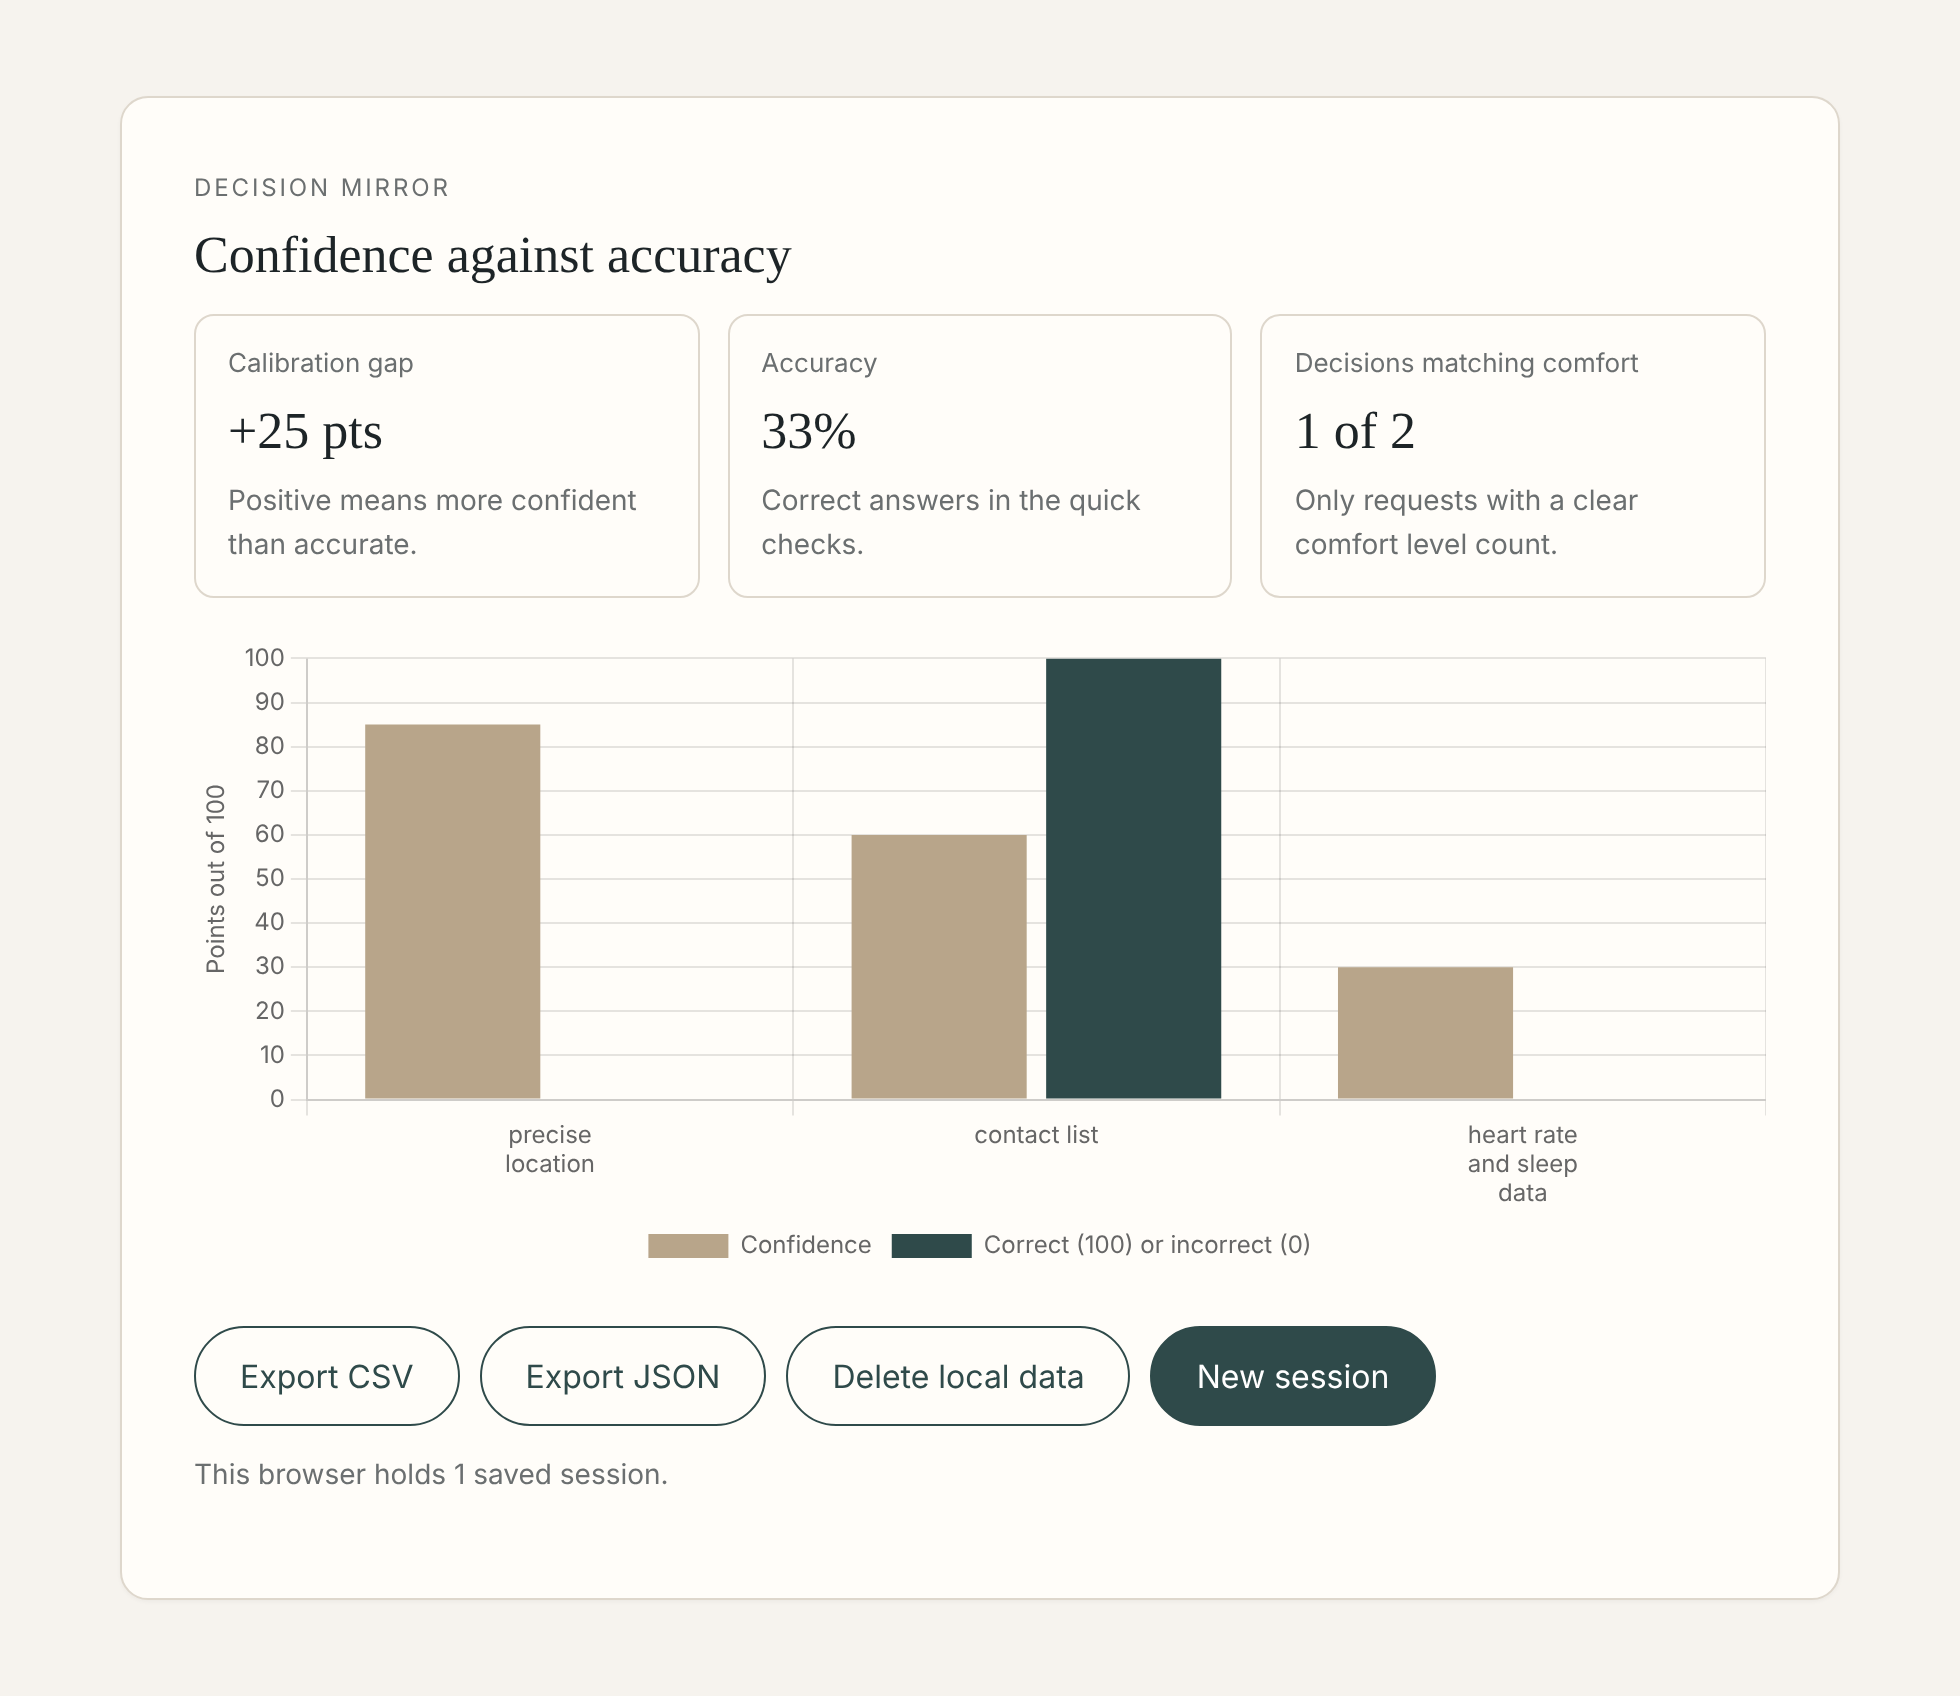 DECISION MIRROR
Confidence against accuracy
Calibration gap
+25 pts
Positive means more confident
than accurate.
Accuracy
33%
Correct answers in the quick
checks.
Decisions matching comfort
1 of 2
Only requests with a clear
comfort level count.
Points out of 100
100
90
80
70
60
50
40
30
20
10
0
precise
location
contact list
heart rate
and sleep
data
Confidence
Correct (100) or incorrect (0)
Export CSV
Export JSON
Delete local data
New session
This browser holds 1 saved session.